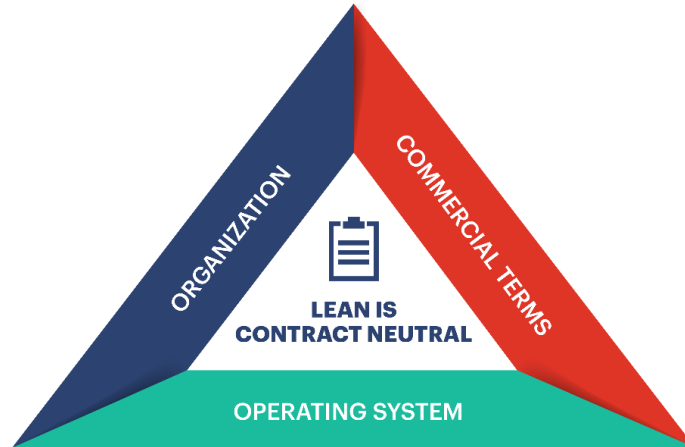 ORGANIZATION
COMMERCIAL TERMS
LEAN IS
CONTRACT NEUTRAL
OPERATING SYSTEM